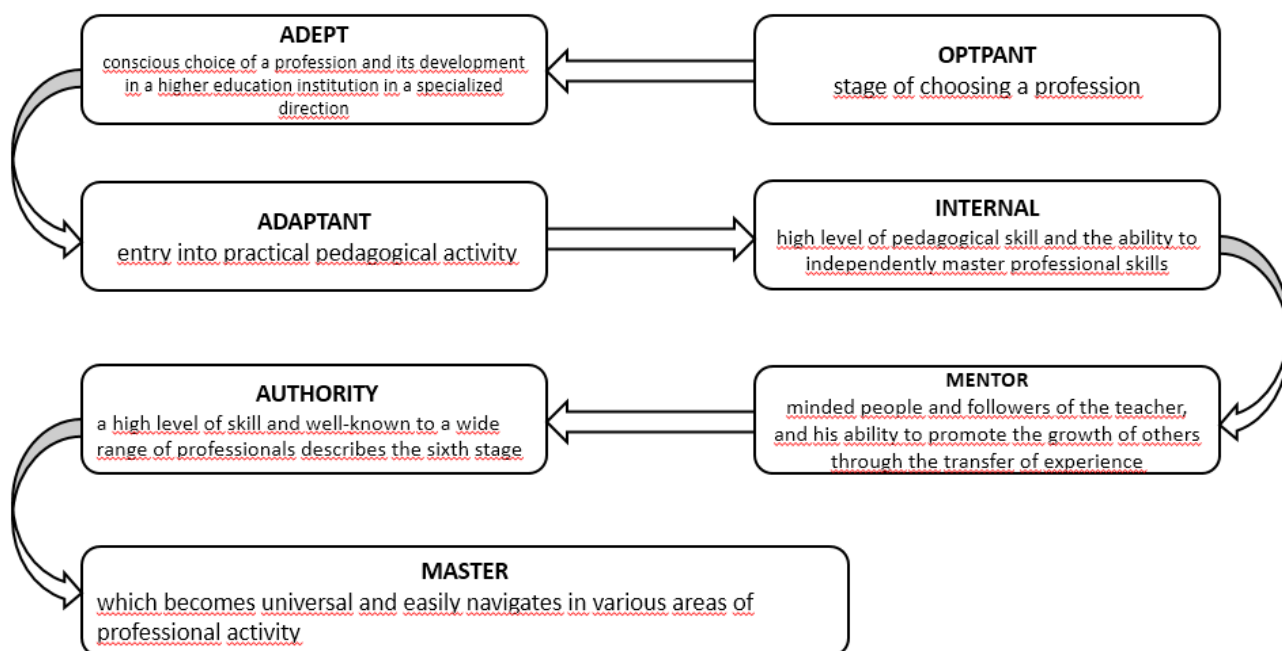 ADEPT
conscious choice of a profession and its development
in a higher education institution in a specialized
direction
OPTPANT
stage of choosing a profession
ADAPTANT
entry into practical pedagogical activity
INTERNAL
high level of pedagogical skill and the ability to
independently master professional skills
AUTHORITY
a high level of skill and well-known to a wide
range of professionals describes the sixth stage
MENTOR
minded people and followers of the teacher,
and his ability to promote the growth of others
through the transfer of experience
MASTER
which becomes universal and easily navigates in various areas of
professional activity